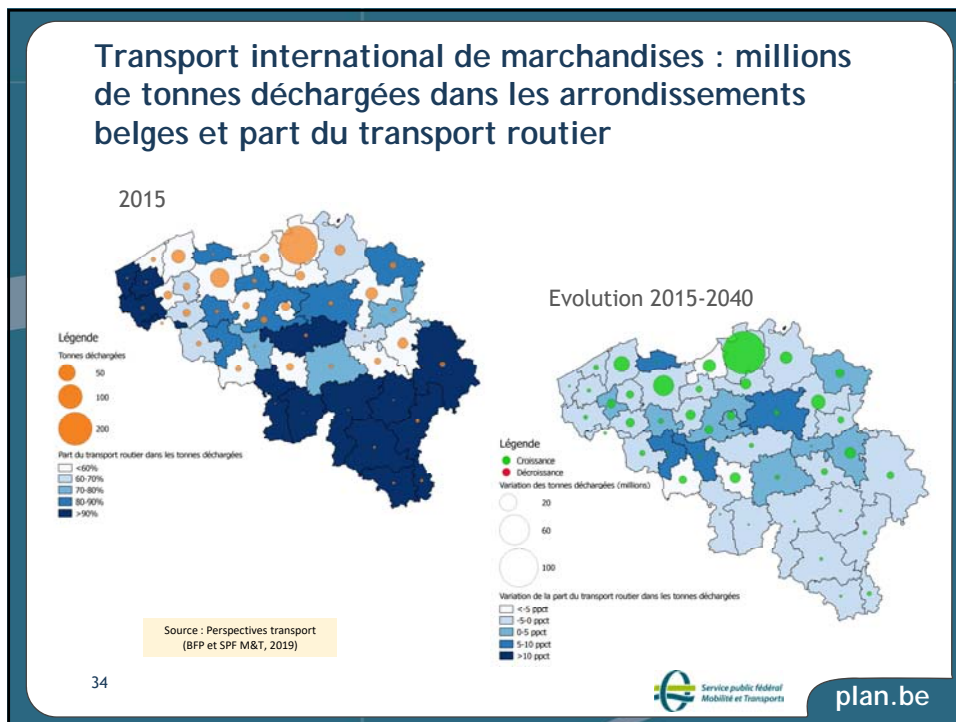 Transport international de marchandises : millions
de tonnes déchargées dans les arrondissements
belges et part du transport routier
2015
Légende
Tonnes déchargées
50
100
200
Part du transport routier dans les tonnes déchargées
<60%
60-70%
70-80%
80-90%
>90%
Evolution 2015-2040
Légende
Croissance
Décroissance
Variation des tonnes déchargées (millions)
20
60
100
Variation de la part du transport routier dans les tonnes déchargées
<-5 ppct
-5-0 ppct
0-5 ppct
5-10 ppct
>10 ppct
Source : Perspectives transport
(BFP et SPF M&T, 2019)
34
Service public fédéral
Mobilité et Transports
plan.be